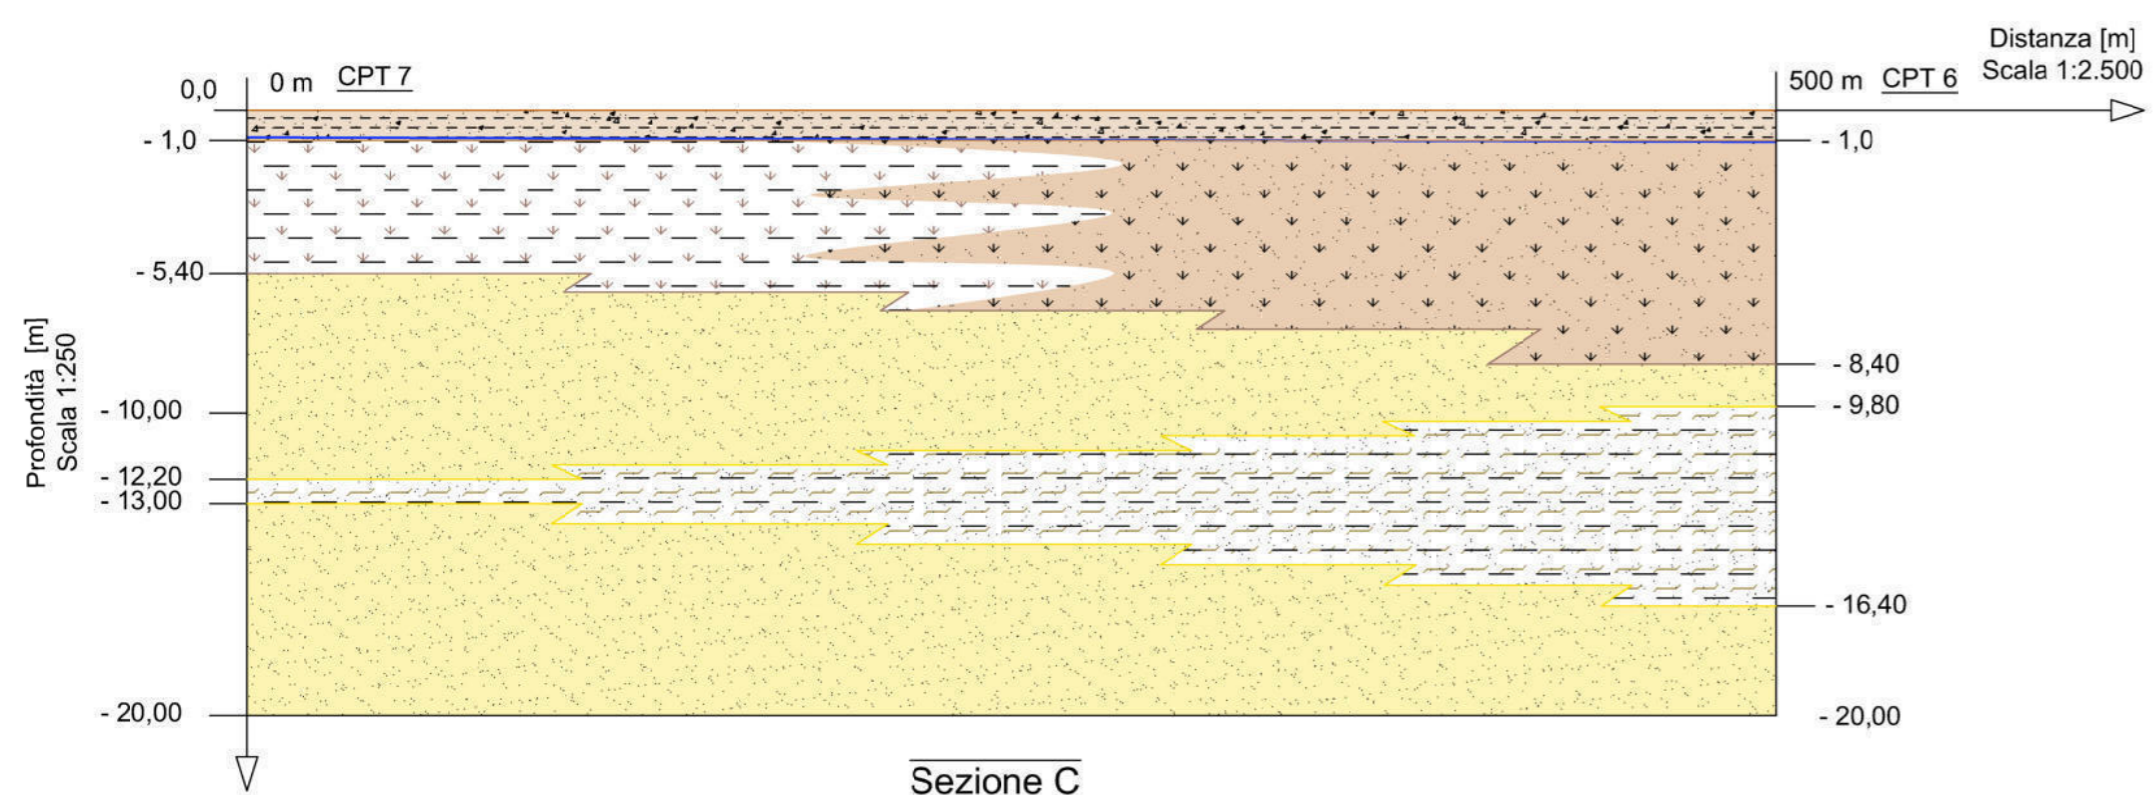 Distanza [m]
Scala 1:2.500
0,0
0 m
CPT 7
500 m
CPT 6
- 1,0
- 1,0
- 5,40
- 8,40
- 9,80
- 10,00
- 12,20
- 13,00
- 16,40
- 20,00
- 20,00
Profondità [m]
Scala 1:250
Sezione C